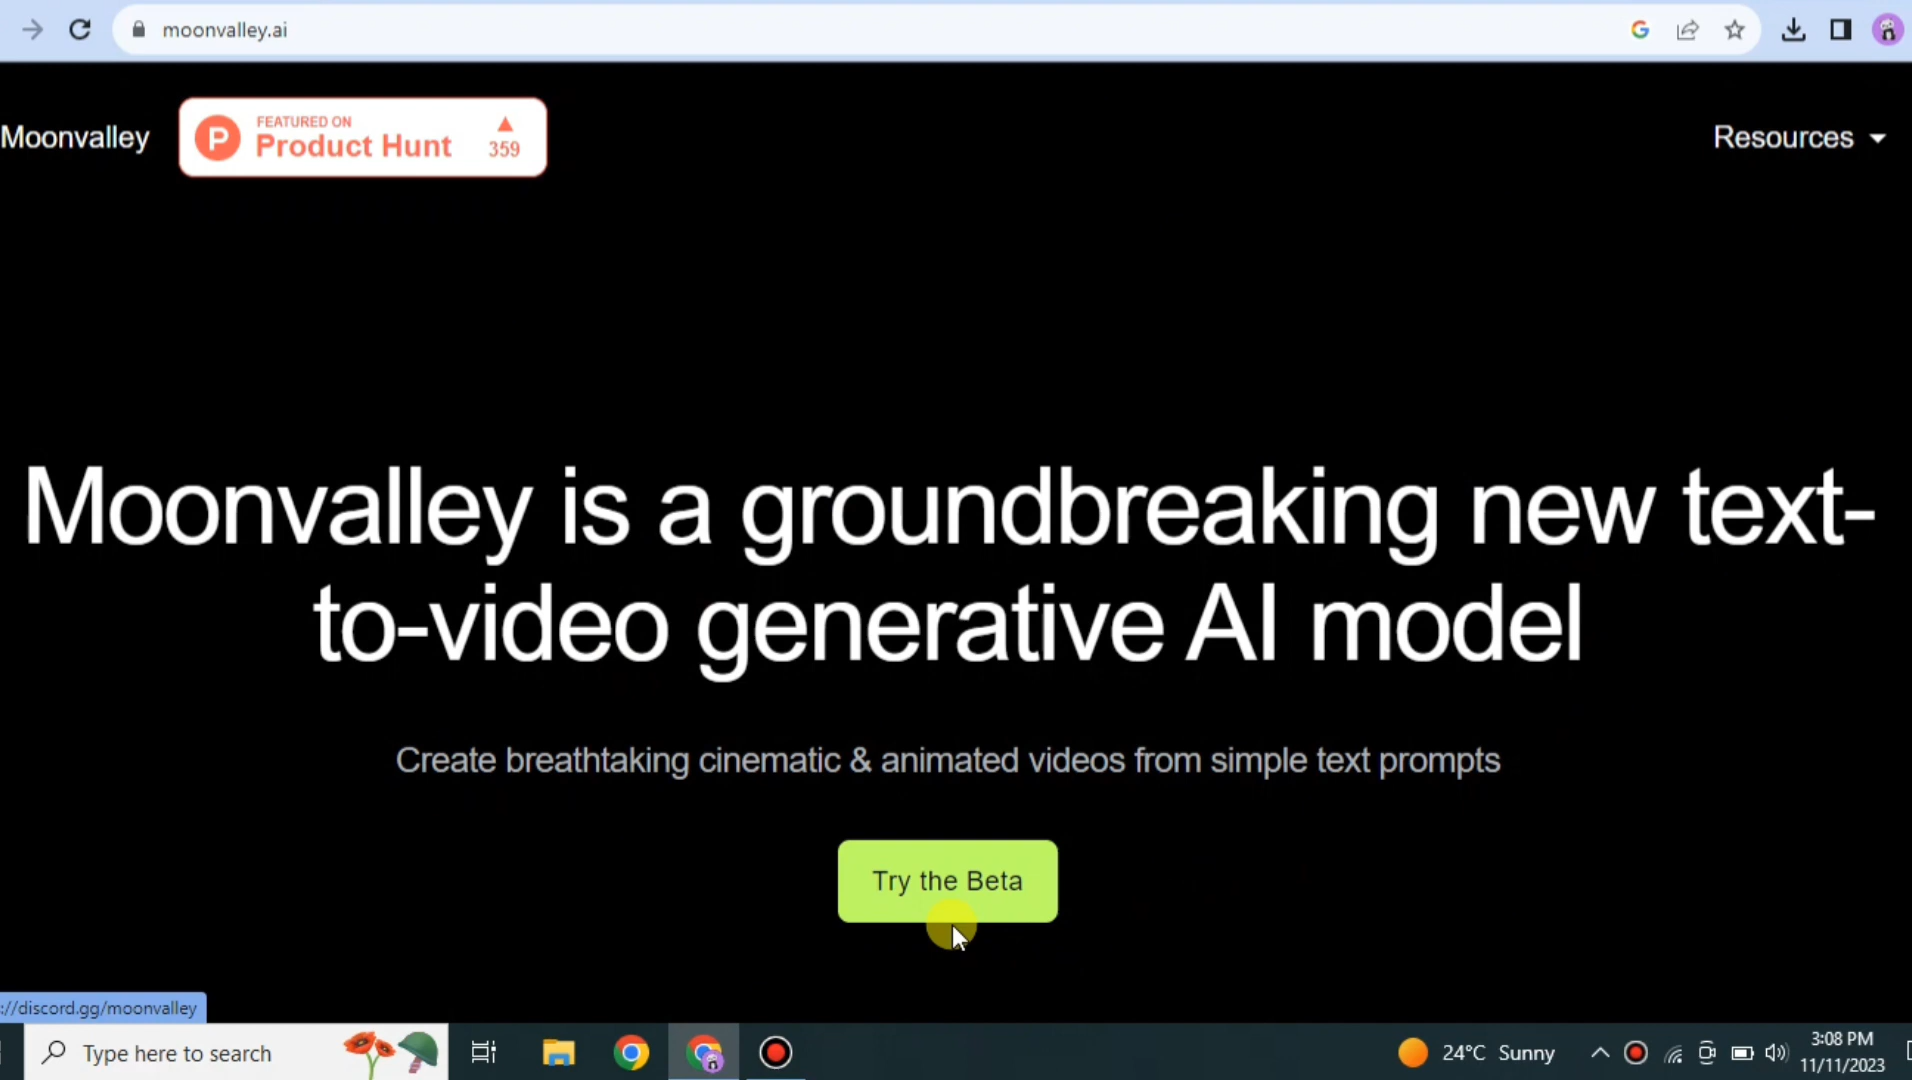 moonvalley.ai
Moonvalley
FEATURED ON
Product Hunt
359
Resources
Moonvalley is a groundbreaking new text-
to-video generative AI model
Create breathtaking cinematic & animated videos from simple text prompts
Try the Beta
://discord.gg/moonvalley
Type here to search
24°C Sunny
3:08 PM
11/11/2023